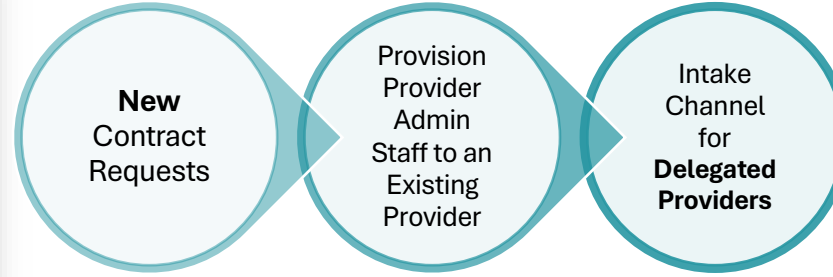 New
Contract
Requests
Provision
Provider
Admin
Staff to an
Existing
Provider
Intake
Channel
for
Delegated
Providers